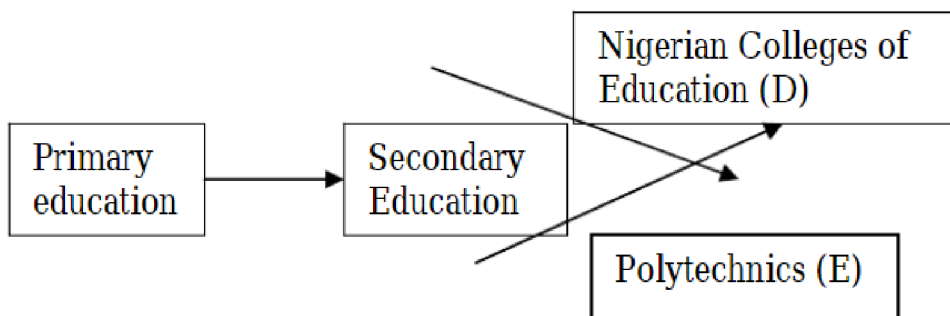 Nigerian Colleges of
Education (D)
Primary
education
Secondary
Education
Polytechnics (E)